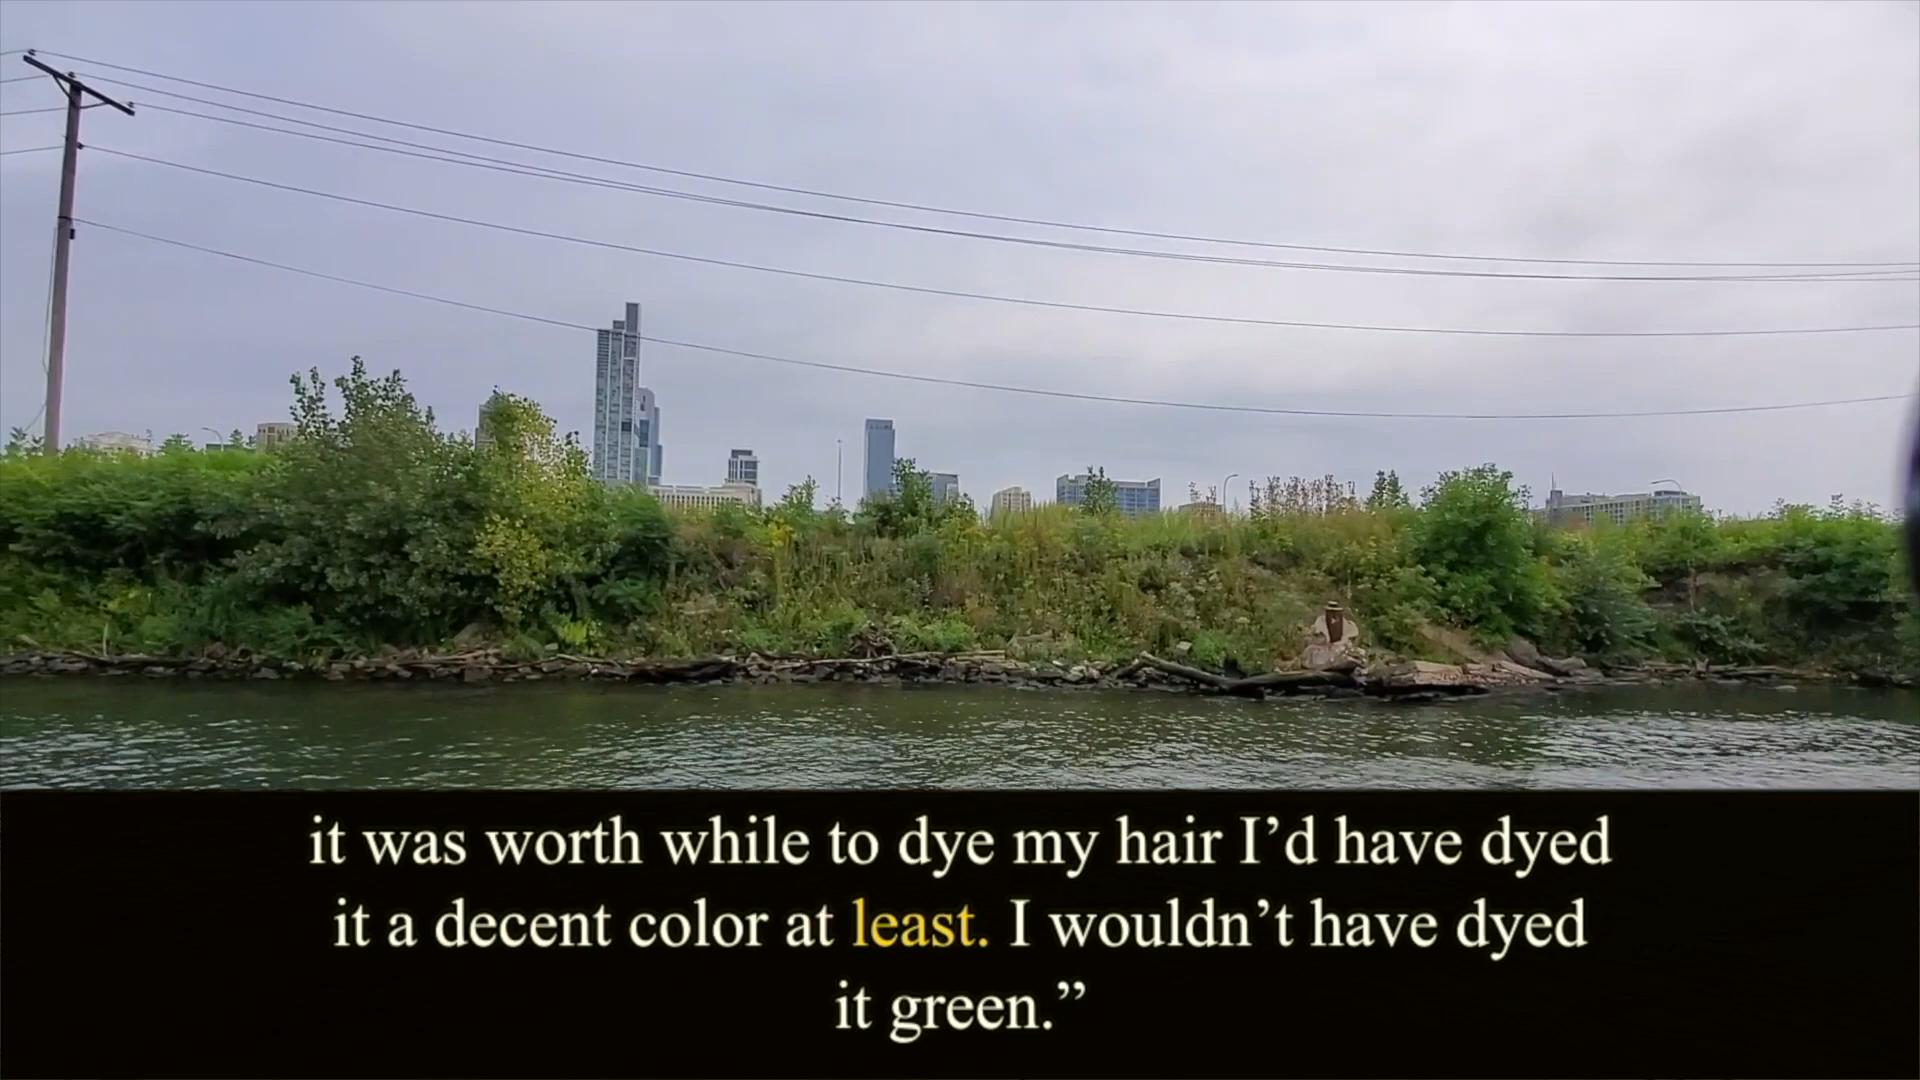 it was worth while to dye my hair I’d have dyed
it a decent color at least. I wouldn’t have dyed
it green.”